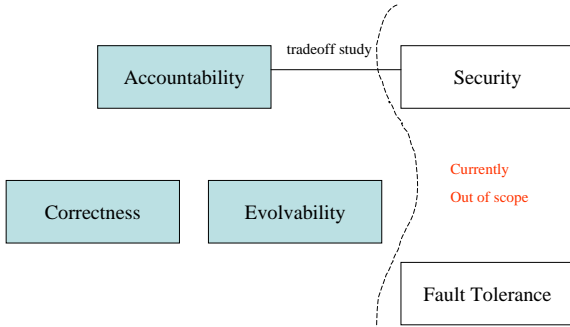 tradeoff study
Accountability
Security
Currently
Out of scope
Correctness
Evolvability
Fault Tolerance